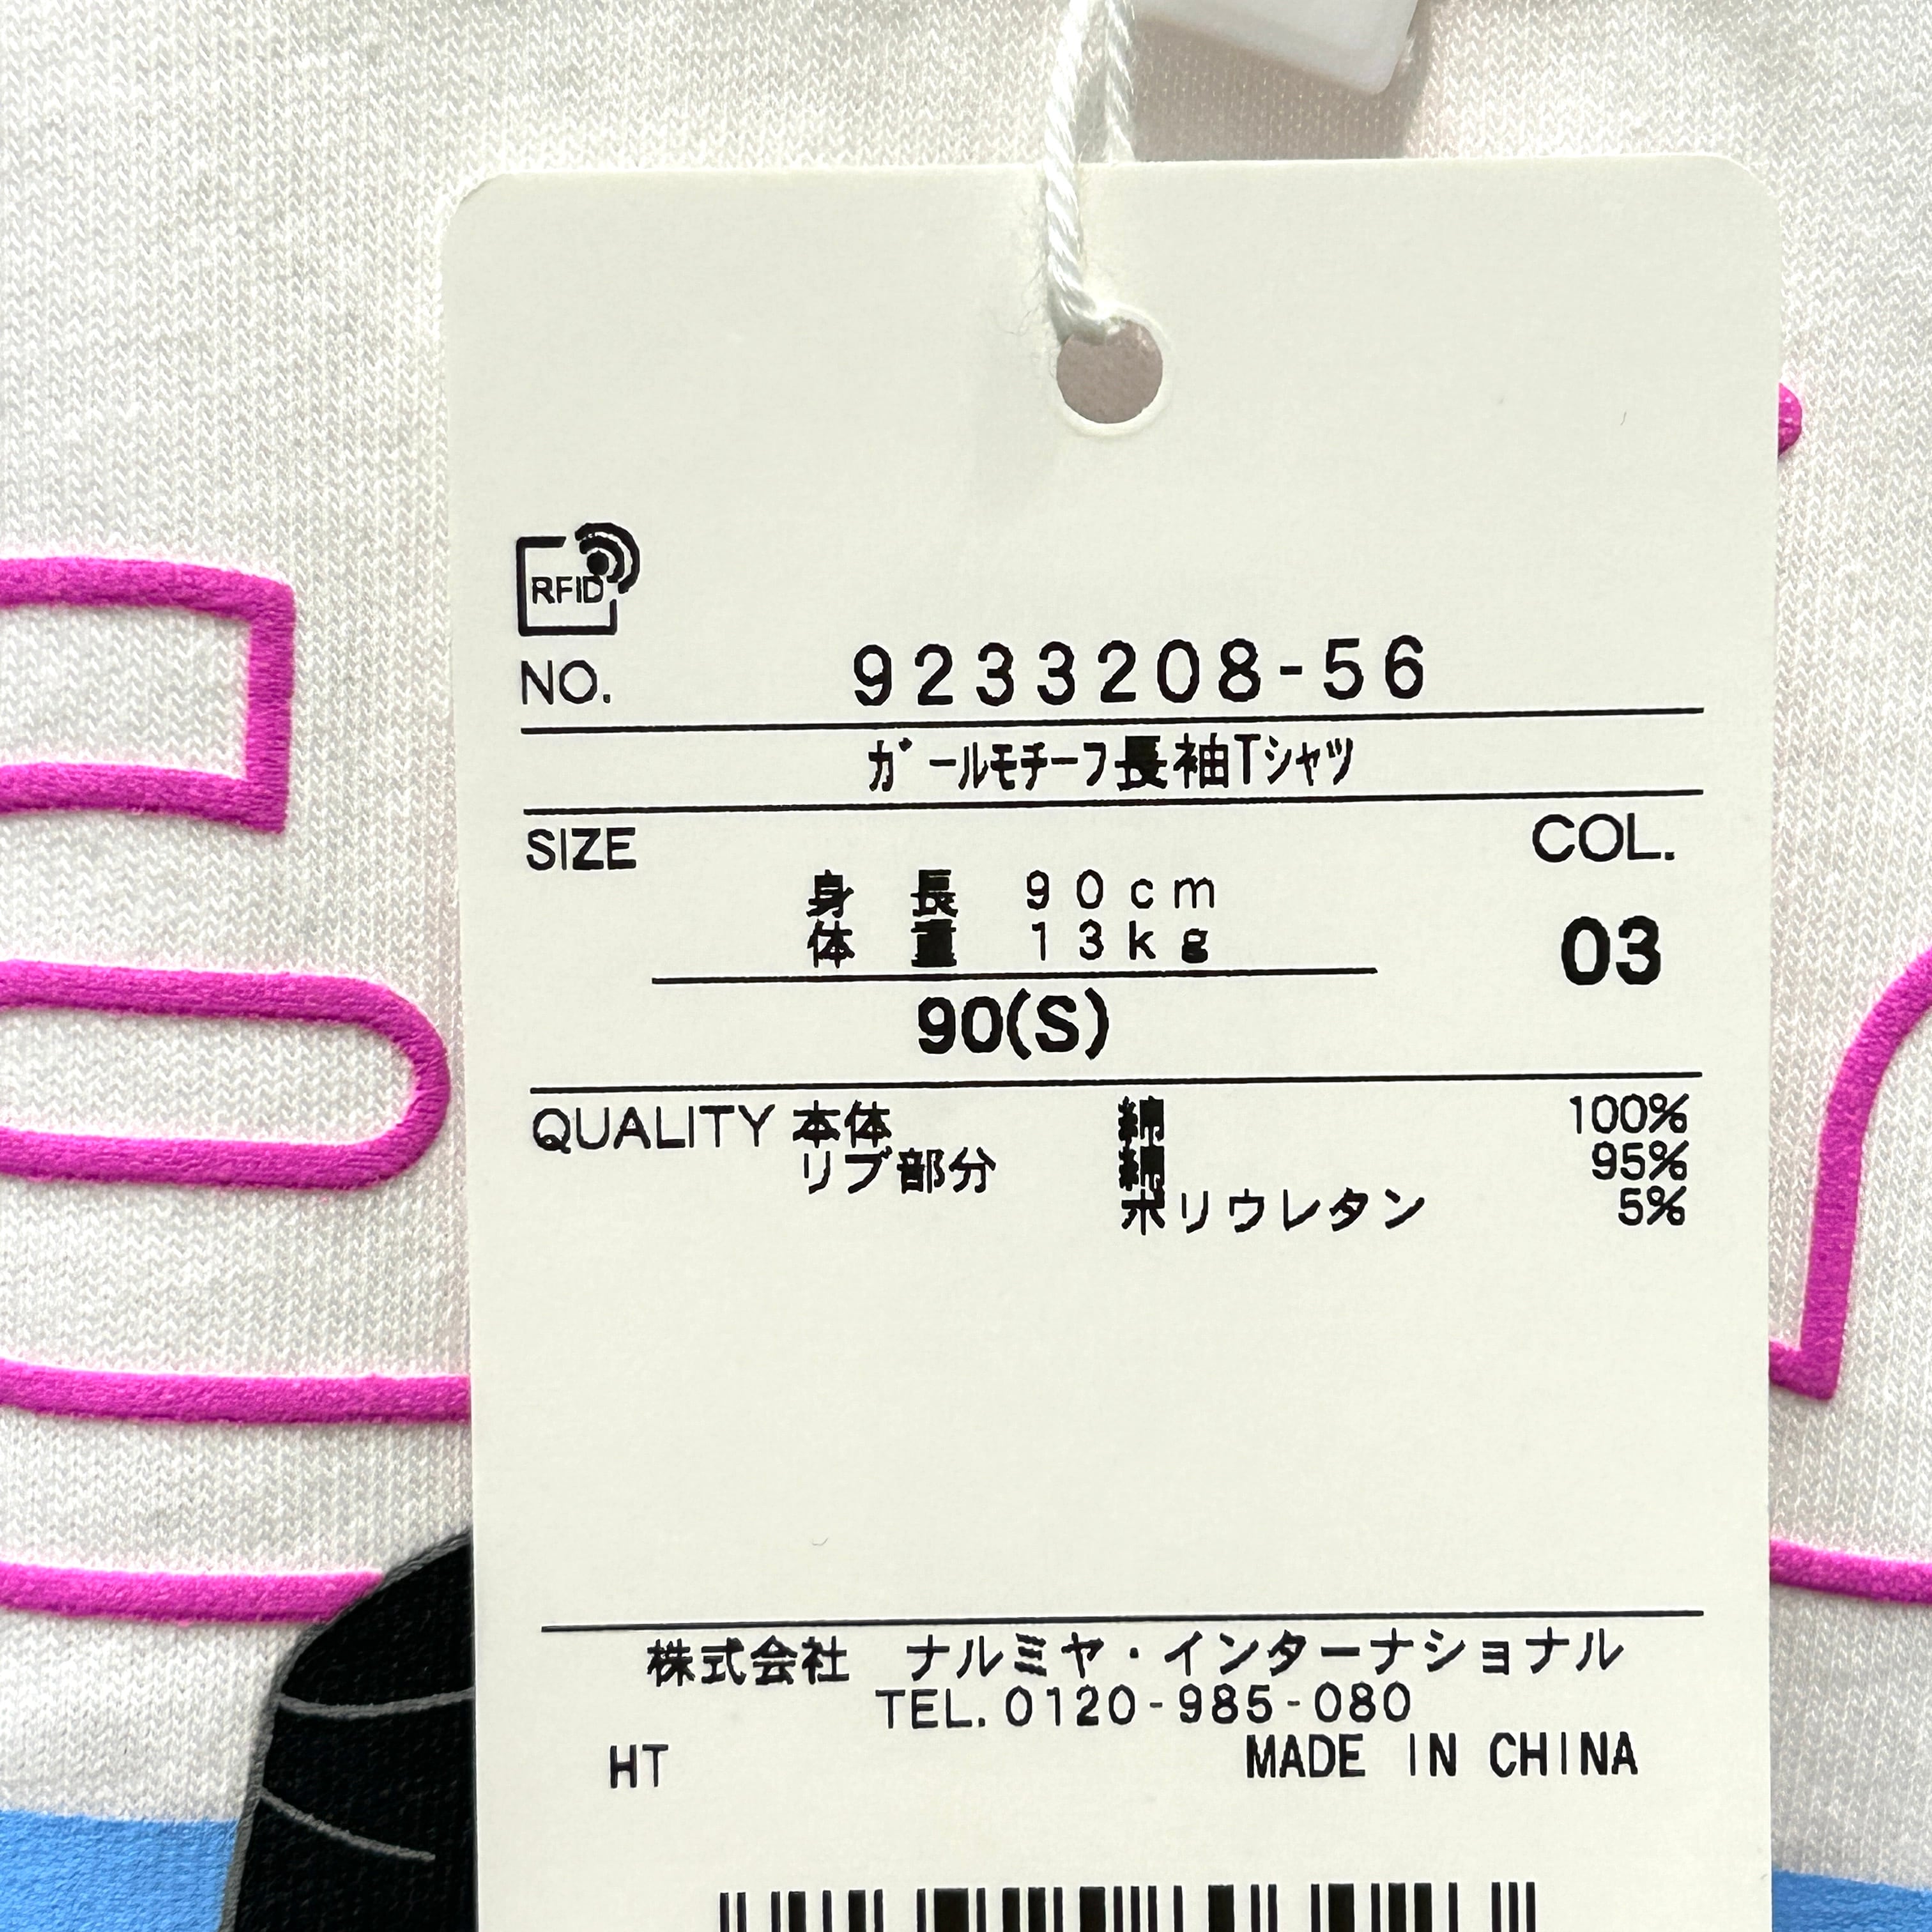 RFID
NO. 9233208-56
ガールモチーフ長袖Tシャツ
SIZE COL.
身 長 90cm
体 重 13kg
03
90(S)
QUALITY 本体 綿 100%
リブ部分 綿 95%
ポリウレタン 5%
株式会社 ナルミヤ・インターナショナル
TEL.0120-985-080
HT MADE IN CHINA